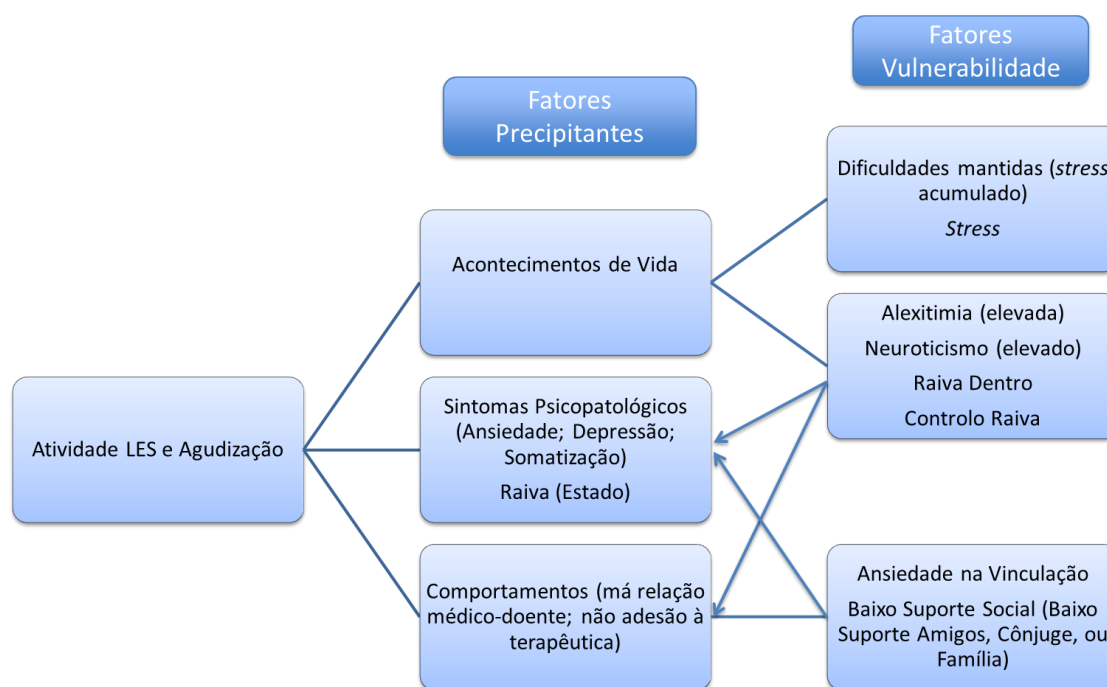 Fatores
Vulnerabilidade
Fatores
Precipitantes
Dificuldades mantidas (stress
acumulado)
Stress
Acontecimentos de Vida
Alexitimia (elevada)
Neuroticismo (elevado)
Raiva Dentro
Controlo Raiva
Atividade LES e Agudização
Sintomas Psicopatológicos
(Ansiedade; Depressão;
Somatização)
Raiva (Estado)
Comportamentos (má relação
médico-doente; não adesão à
terapêutica)
Ansiedade na Vinculação
Baixo Suporte Social (Baixo
Suporte Amigos, Cônjuge, ou
Família)